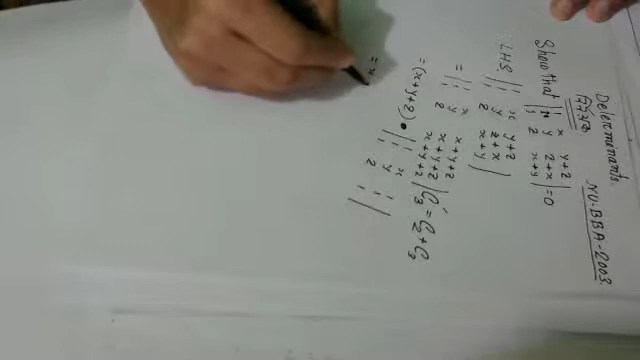 Determinants. NU-BBA-2003.
Show that | 1 x y+z |
| 1 y z+x | = 0
| 1 z x+y |
LHS | 1 x y+z |
| 1 y z+x |
| 1 z x+y |
= | 1 x x+y+z |
| 1 y x+y+z | C₃′ = C₂ + C₃
| 1 z x+y+z |
= (x+y+z) • | 1 x 1 |
| 1 y 1 |
| 1 z 1 |
=